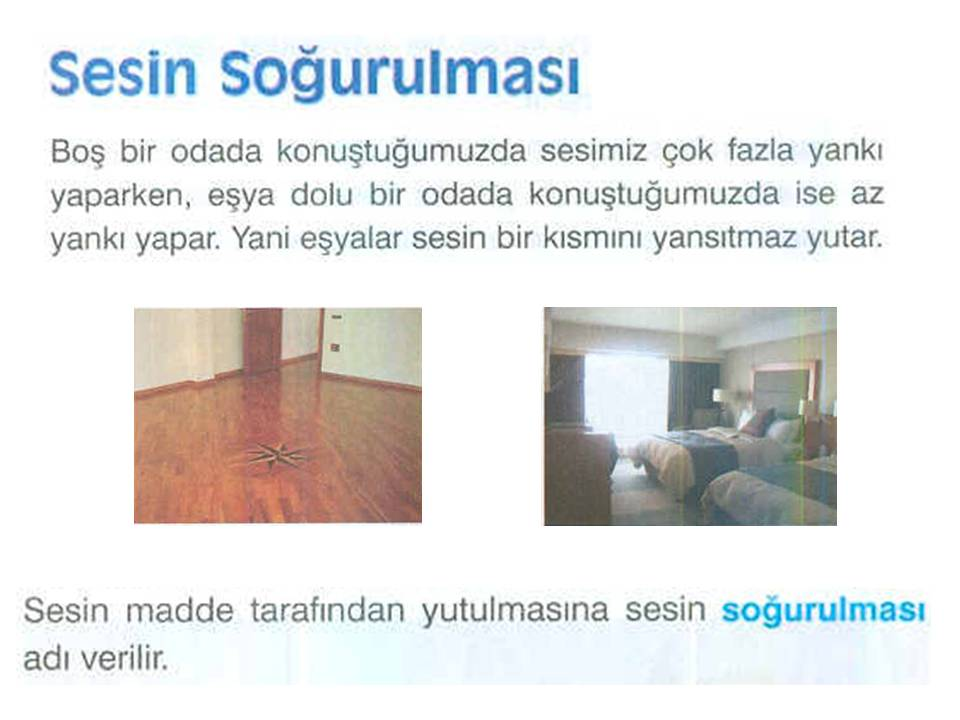 Sesin Soğurulması
Boş bir odada konuştuğumuzda sesimiz çok fazla yankı
yaparken, eşya dolu bir odada konuştuğumuzda ise az
yankı yapar. Yani eşyalar sesin bir kısmını yansıtmaz yutar.
Sesin madde tarafından yutulmasına sesin soğurulması
adı verilir.